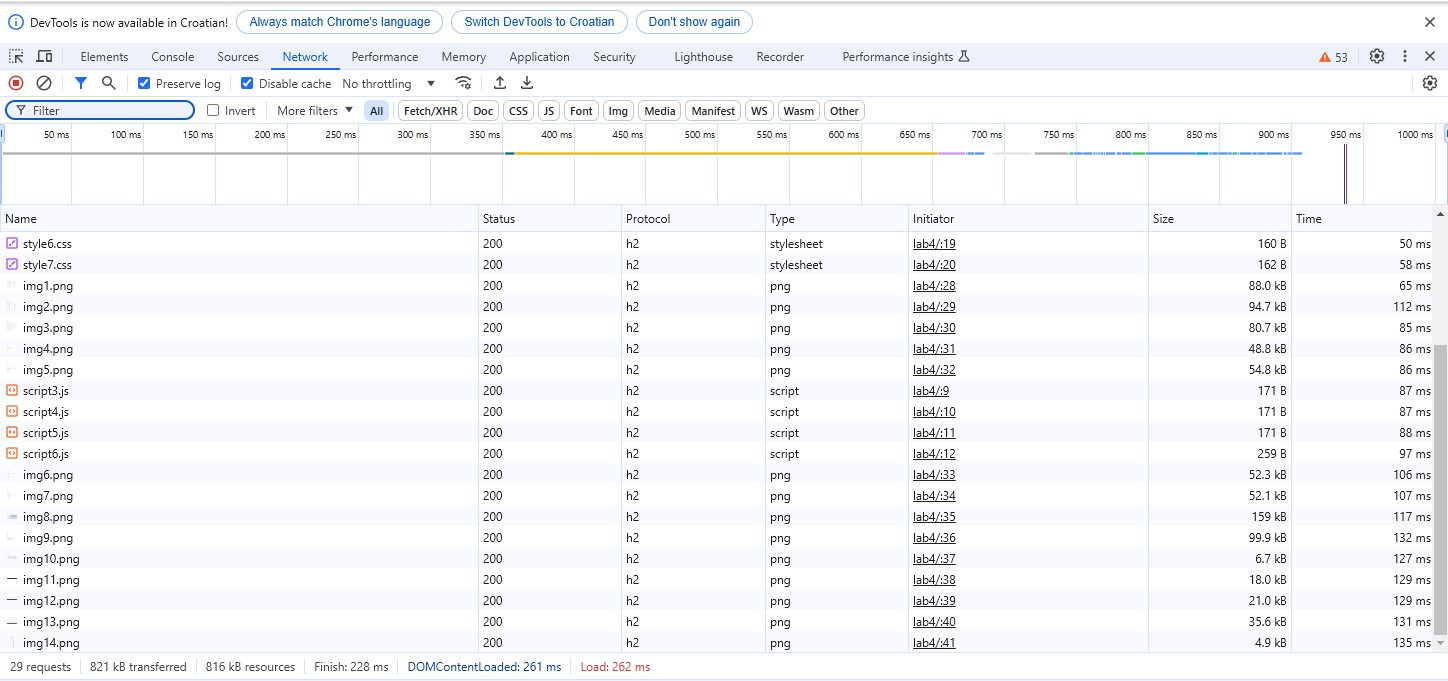 DevTools is now available in Croatian! Always match Chrome's language Switch DevTools to Croatian Don't show again
Elements Console Sources Network Performance Memory Application Security Lighthouse Recorder Performance insights 53
Preserve log Disable cache No throttling
Filter Invert More filters All Fetch/XHR Doc CSS JS Font Img Media Manifest WS Wasm Other
50 ms 100 ms 150 ms 200 ms 250 ms 300 ms 350 ms 400 ms 450 ms 500 ms 550 ms 600 ms 650 ms 700 ms 750 ms 800 ms 850 ms 900 ms 950 ms 1000 ms
Name Status Protocol Type Initiator Size Time
style6.css 200 h2 stylesheet lab4/:19 160 B 50 ms
style7.css 200 h2 stylesheet lab4/:20 162 B 58 ms
img1.png 200 h2 png lab4/:28 88.0 kB 65 ms
img2.png 200 h2 png lab4/:29 94.7 kB 112 ms
img3.png 200 h2 png lab4/:30 80.7 kB 85 ms
img4.png 200 h2 png lab4/:31 48.8 kB 86 ms
img5.png 200 h2 png lab4/:32 54.8 kB 86 ms
script3.js 200 h2 script lab4/:9 171 B 87 ms
script4.js 200 h2 script lab4/:10 171 B 87 ms
script5.js 200 h2 script lab4/:11 171 B 88 ms
script6.js 200 h2 script lab4/:12 259 B 97 ms
img6.png 200 h2 png lab4/:33 52.3 kB 106 ms
img7.png 200 h2 png lab4/:34 52.1 kB 107 ms
img8.png 200 h2 png lab4/:35 159 kB 117 ms
img9.png 200 h2 png lab4/:36 99.9 kB 132 ms
img10.png 200 h2 png lab4/:37 6.7 kB 127 ms
img11.png 200 h2 png lab4/:38 18.0 kB 129 ms
img12.png 200 h2 png lab4/:39 21.0 kB 129 ms
img13.png 200 h2 png lab4/:40 35.6 kB 131 ms
img14.png 200 h2 png lab4/:41 4.9 kB 135 ms
29 requests 821 kB transferred 816 kB resources Finish: 228 ms DOMContentLoaded: 261 ms Load: 262 ms